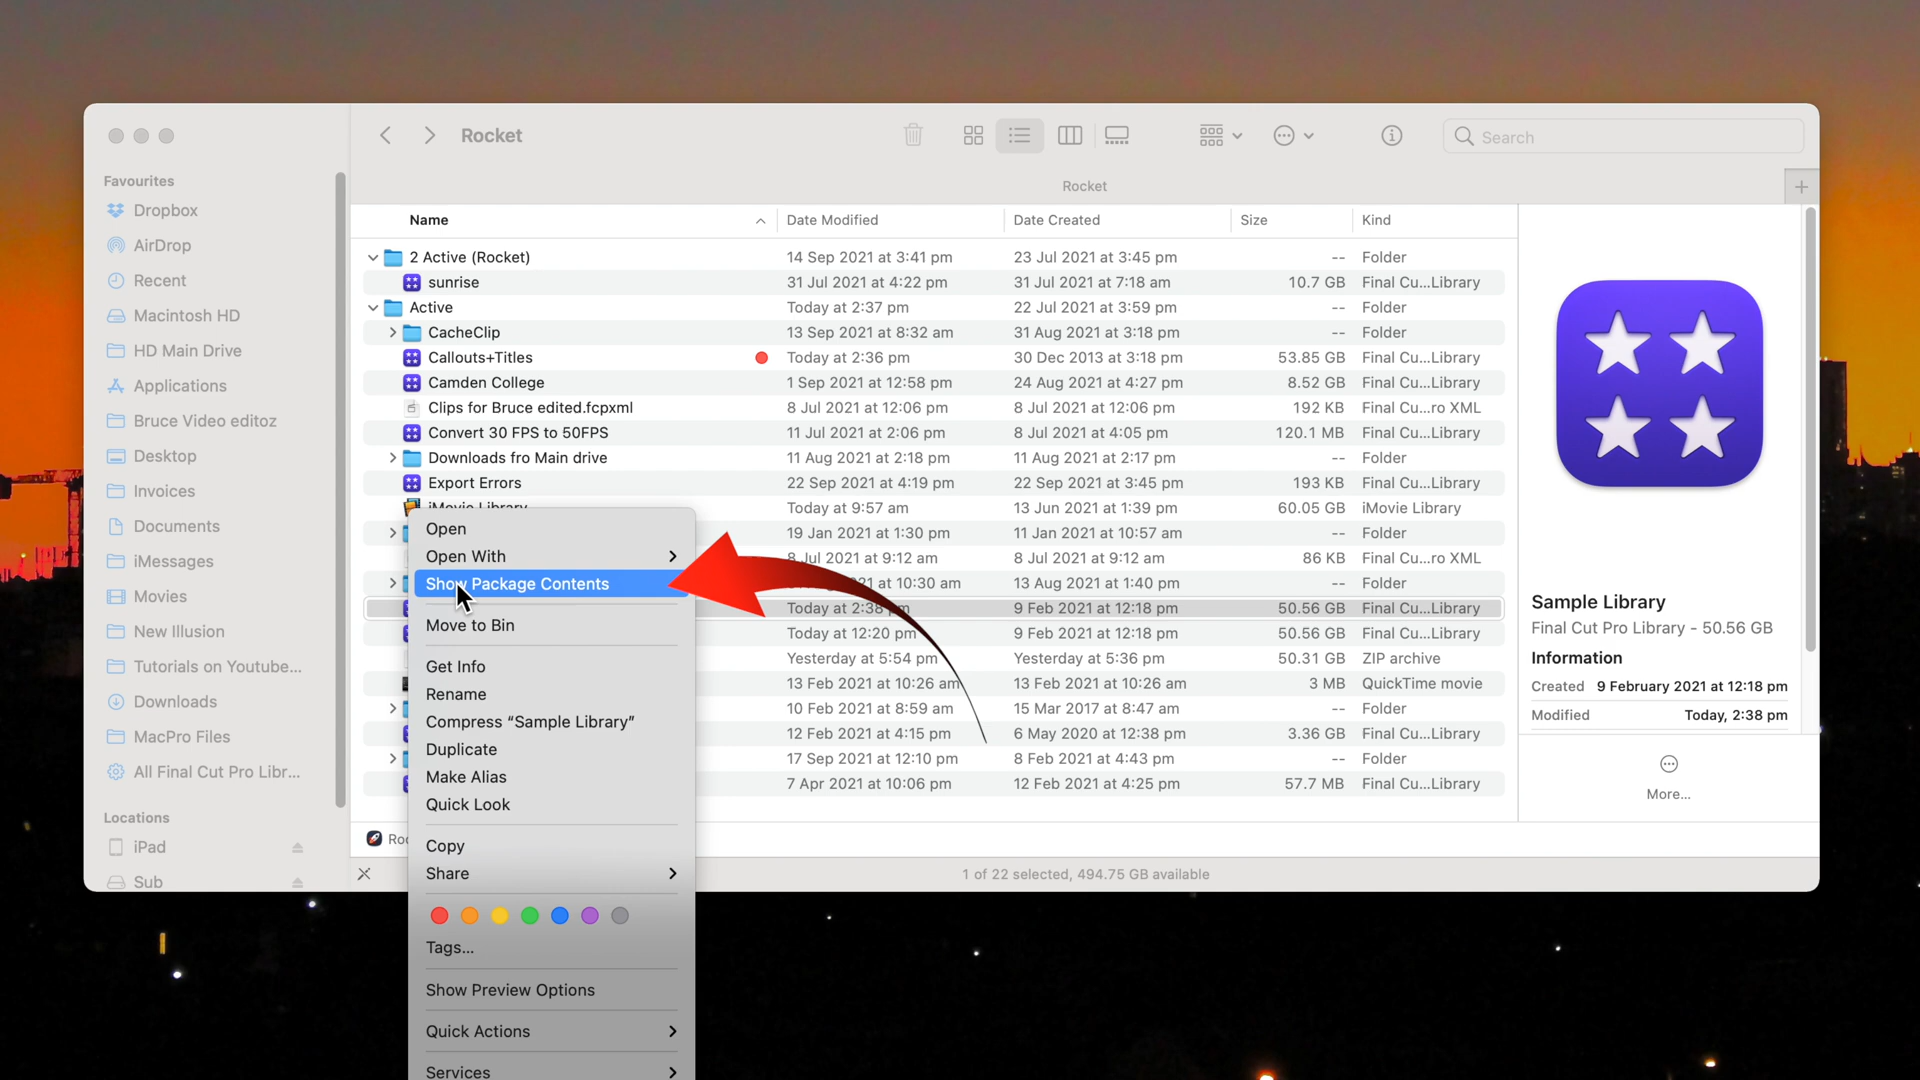 Rocket
Search
Rocket
Favourites
Dropbox
AirDrop
Recent
Macintosh HD
HD Main Drive
Applications
Bruce Video editoz
Desktop
Invoices
Documents
iMessages
Movies
New Illusion
Tutorials on Youtube...
Downloads
MacPro Files
All Final Cut Pro Libr...
Locations
iPad
Sub
Name Date Modified Date Created Size Kind
2 Active (Rocket) 14 Sep 2021 at 3:41 pm 23 Jul 2021 at 3:45 pm -- Folder
sunrise 31 Jul 2021 at 4:22 pm 31 Jul 2021 at 7:18 am 10.7 GB Final Cu...Library
Active Today at 2:37 pm 22 Jul 2021 at 3:59 pm -- Folder
CacheClip 13 Sep 2021 at 8:32 am 31 Aug 2021 at 3:18 pm -- Folder
Callouts+Titles Today at 2:36 pm 30 Dec 2013 at 3:18 pm 53.85 GB Final Cu...Library
Camden College 1 Sep 2021 at 12:58 pm 24 Aug 2021 at 4:27 pm 8.52 GB Final Cu...Library
Clips for Bruce edited.fcpxml 8 Jul 2021 at 12:06 pm 8 Jul 2021 at 12:06 pm 192 KB Final Cu...ro XML
Convert 30 FPS to 50FPS 11 Jul 2021 at 2:06 pm 8 Jul 2021 at 4:05 pm 120.1 MB Final Cu...Library
Downloads fro Main drive 11 Aug 2021 at 2:18 pm 11 Aug 2021 at 2:17 pm -- Folder
Export Errors 22 Sep 2021 at 4:19 pm 22 Sep 2021 at 3:45 pm 193 KB Final Cu...Library
iMovie Library Today at 9:57 am 13 Jun 2019 at 1:39 pm 60.05 GB iMovie Library
19 Jan 2021 at 1:30 pm 11 Jan 2021 at 10:57 am -- Folder
8 Jul 2021 at 9:12 am 8 Jul 2021 at 9:12 am 86 KB Final Cu...ro XML
2021 at 10:30 am 13 Aug 2021 at 1:40 pm -- Folder
Today at 2:38 pm 9 Feb 2021 at 12:18 pm 50.56 GB Final Cu...Library
Today at 12:20 pm 9 Feb 2021 at 12:18 pm 50.56 GB Final Cu...Library
Yesterday at 5:54 pm Yesterday at 5:36 pm 50.31 GB ZIP archive
13 Feb 2021 at 10:26 am 13 Feb 2021 at 10:26 am 3 MB QuickTime movie
10 Feb 2021 at 8:59 am 15 Mar 2017 at 8:47 am -- Folder
12 Feb 2021 at 4:15 pm 6 May 2020 at 12:38 pm 3.36 GB Final Cu...Library
17 Sep 2021 at 12:10 pm 8 Feb 2021 at 4:43 pm -- Folder
7 Apr 2021 at 10:06 pm 12 Feb 2021 at 4:25 pm 57.7 MB Final Cu...Library
Open
Open With
Show Package Contents
Move to Bin
Get Info
Rename
Compress “Sample Library”
Duplicate
Make Alias
Quick Look
Copy
Share
Tags...
Show Preview Options
Quick Actions
Services
Sample Library
Final Cut Pro Library - 50.56 GB
Information
Created 9 February 2021 at 12:18 pm
Modified Today, 2:38 pm
More...
1 of 22 selected, 494.75 GB available